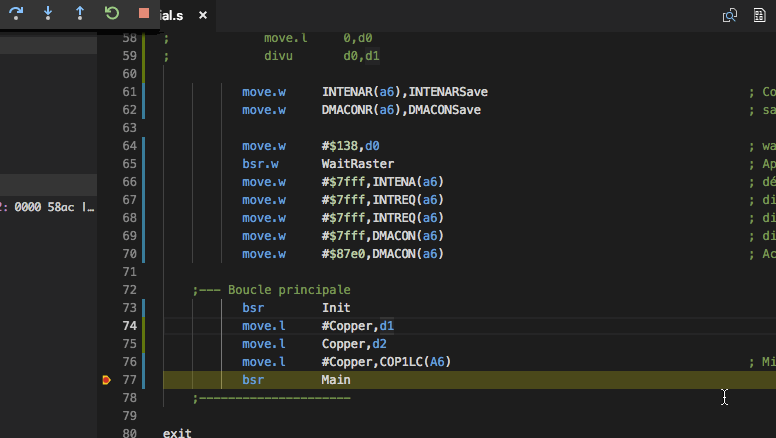 ial.s ×
58 ; move.l 0,d0
59 ; divu d0,d1
60
61 move.w INTENAR(a6),INTENARSave ; Co
62 move.w DMACONR(a6),DMACONSave ; sa
63
64 move.w #$138,d0 ; wa
65 bsr.w WaitRaster ; Ap
66 move.w #$7fff,INTENA(a6) ; dé
67 move.w #$7fff,INTREQ(a6) ; di
68 move.w #$7fff,INTREQ(a6) ; di
69 move.w #$7fff,DMACON(a6) ; di
70 move.w #$87e0,DMACON(a6) ; Ac
71
72 ;--- Boucle principale
73 bsr Init
74 move.l #Copper,d1
75 move.l Copper,d2
76 move.l #Copper,COP1LC(A6) ; Mi
77 bsr Main
78 ;---------------------
79
80 exit
2: 0000 58ac |…